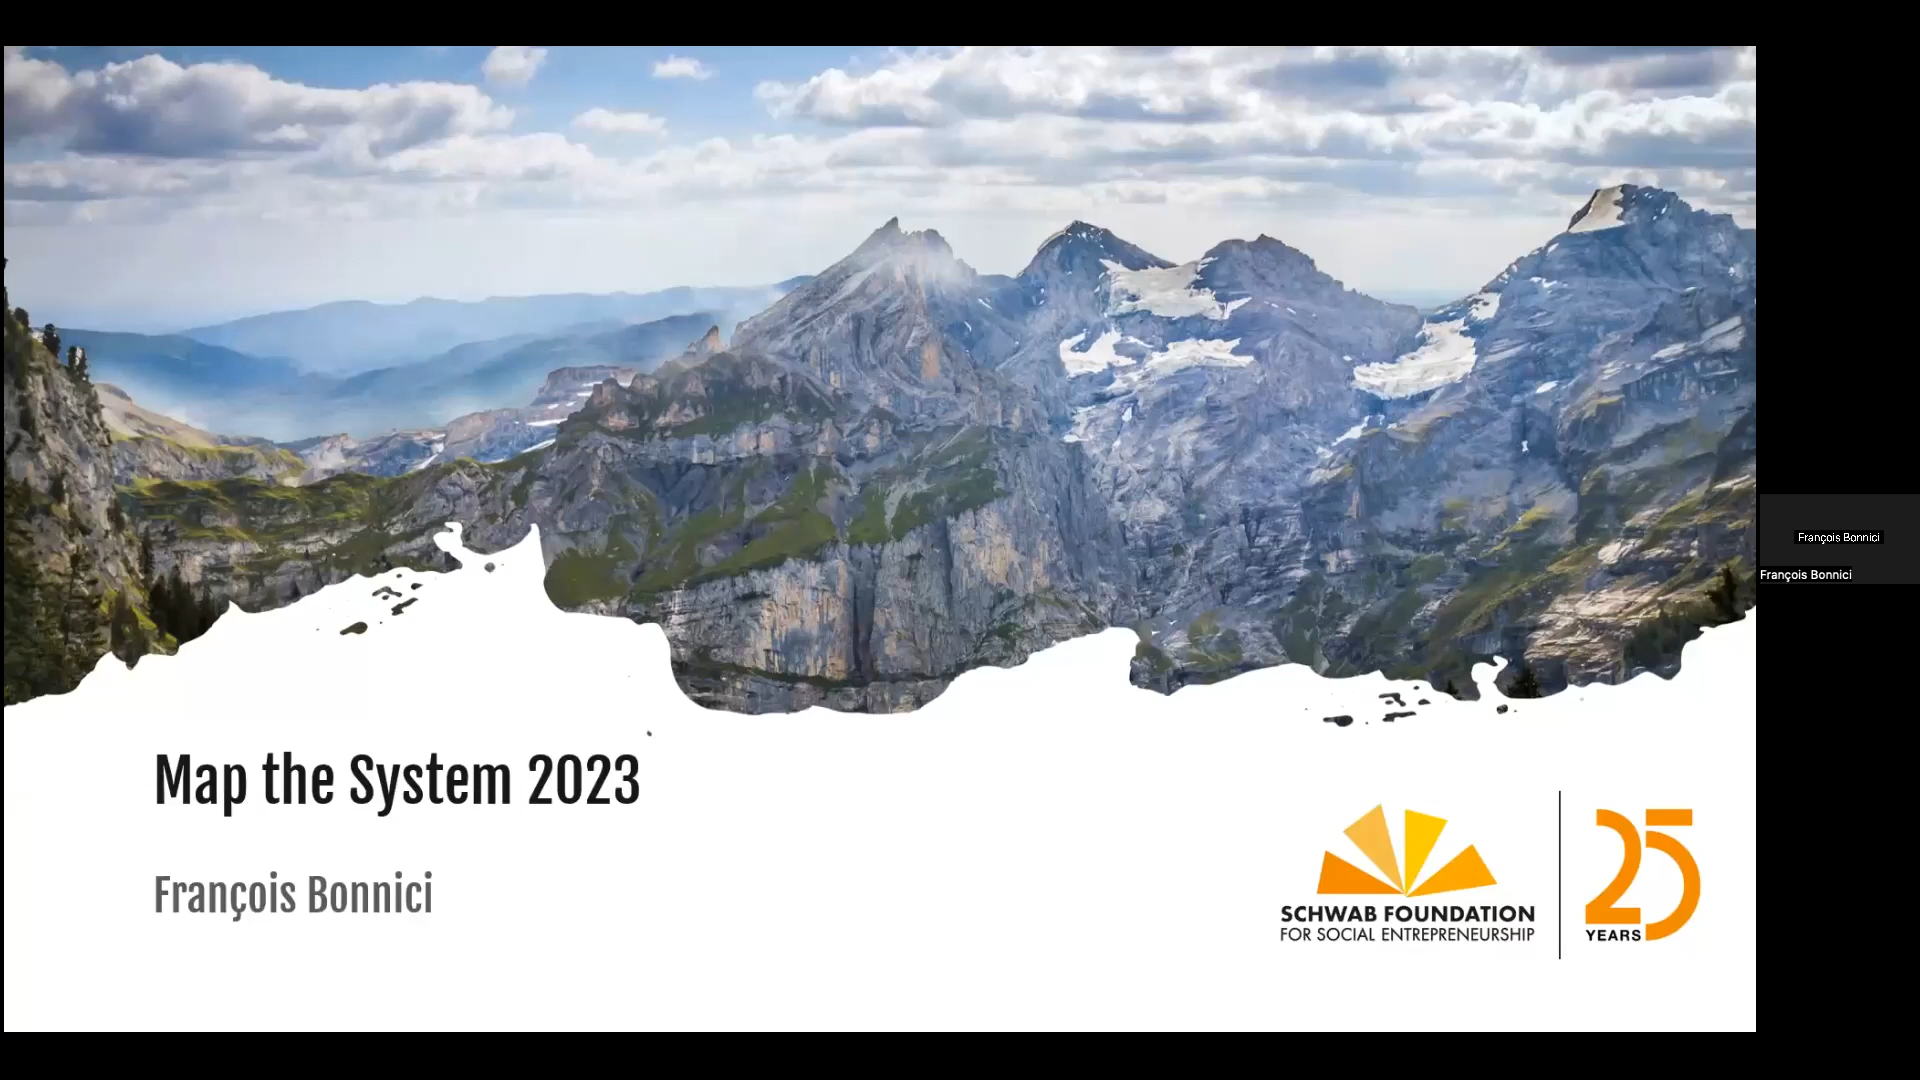 Map the System 2023
François Bonnici
SCHWAB FOUNDATION
FOR SOCIAL ENTREPRENEURSHIP
25
YEARS
François Bonnici
François Bonnici